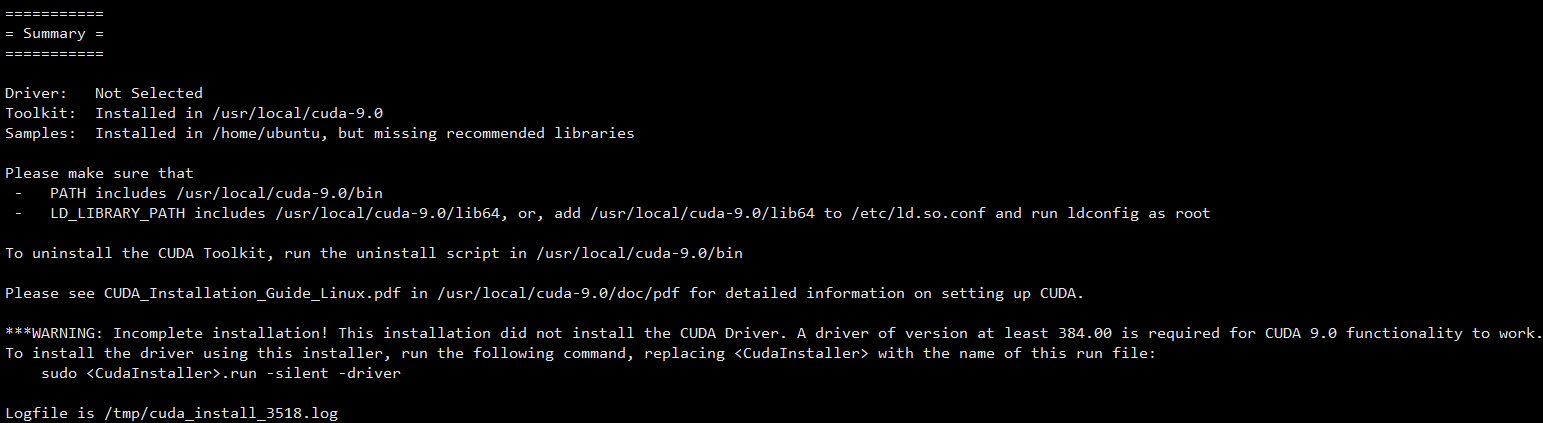 ===========
= Summary =
===========
Driver:   Not Selected
Toolkit:  Installed in /usr/local/cuda-9.0
Samples:  Installed in /home/ubuntu, but missing recommended libraries
Please make sure that
 -   PATH includes /usr/local/cuda-9.0/bin
 -   LD_LIBRARY_PATH includes /usr/local/cuda-9.0/lib64, or, add /usr/local/cuda-9.0/lib64 to /etc/ld.so.conf and run ldconfig as root
To uninstall the CUDA Toolkit, run the uninstall script in /usr/local/cuda-9.0/bin
Please see CUDA_Installation_Guide_Linux.pdf in /usr/local/cuda-9.0/doc/pdf for detailed information on setting up CUDA.
***WARNING: Incomplete installation! This installation did not install the CUDA Driver. A driver of version at least 384.00 is required for CUDA 9.0 functionality to work.
To install the driver using this installer, run the following command, replacing <CudaInstaller> with the name of this run file:
    sudo <CudaInstaller>.run -silent -driver
Logfile is /tmp/cuda_install_3518.log